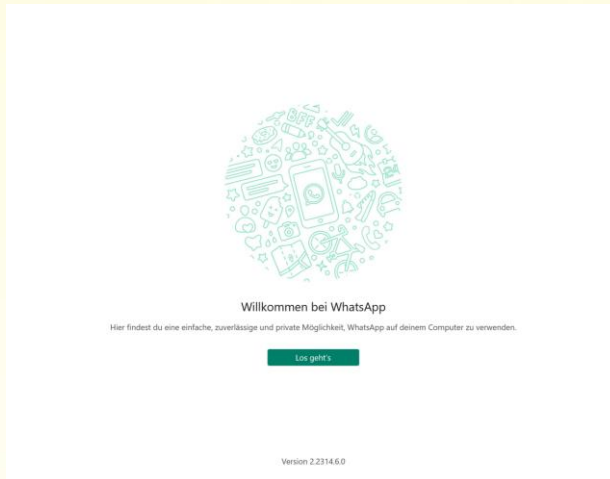 BFF
Willkommen bei WhatsApp
Hier findest du eine einfache, zuverlässige und private Möglichkeit, WhatsApp auf deinem Computer zu verwenden.
Los geht's
Version 2.2314.6.0